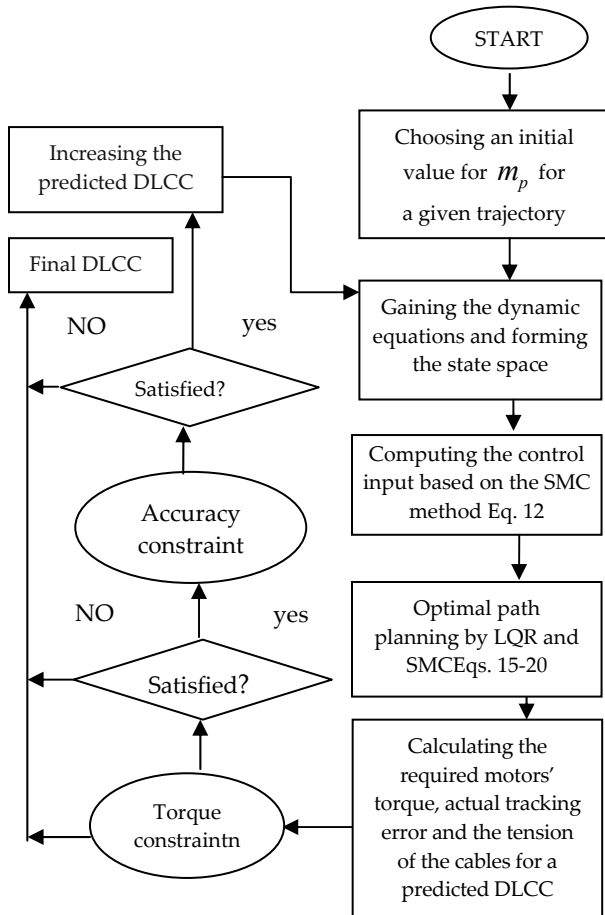 START
Choosing an initial
value for m_p for
a given trajectory
Increasing the
predicted DLCC
Final DLCC
Gaining the dynamic
equations and forming
the state space
NO
yes
Satisfied?
Computing the control
input based on the SMC
method Eq. 12
Accuracy
constraint
Optimal path
planning by LQR and
SMCEqs. 15-20
NO
yes
Satisfied?
Calculating the
required motors’
torque, actual tracking
error and the tension
of the cables for a
predicted DLCC
Torque
constraintn